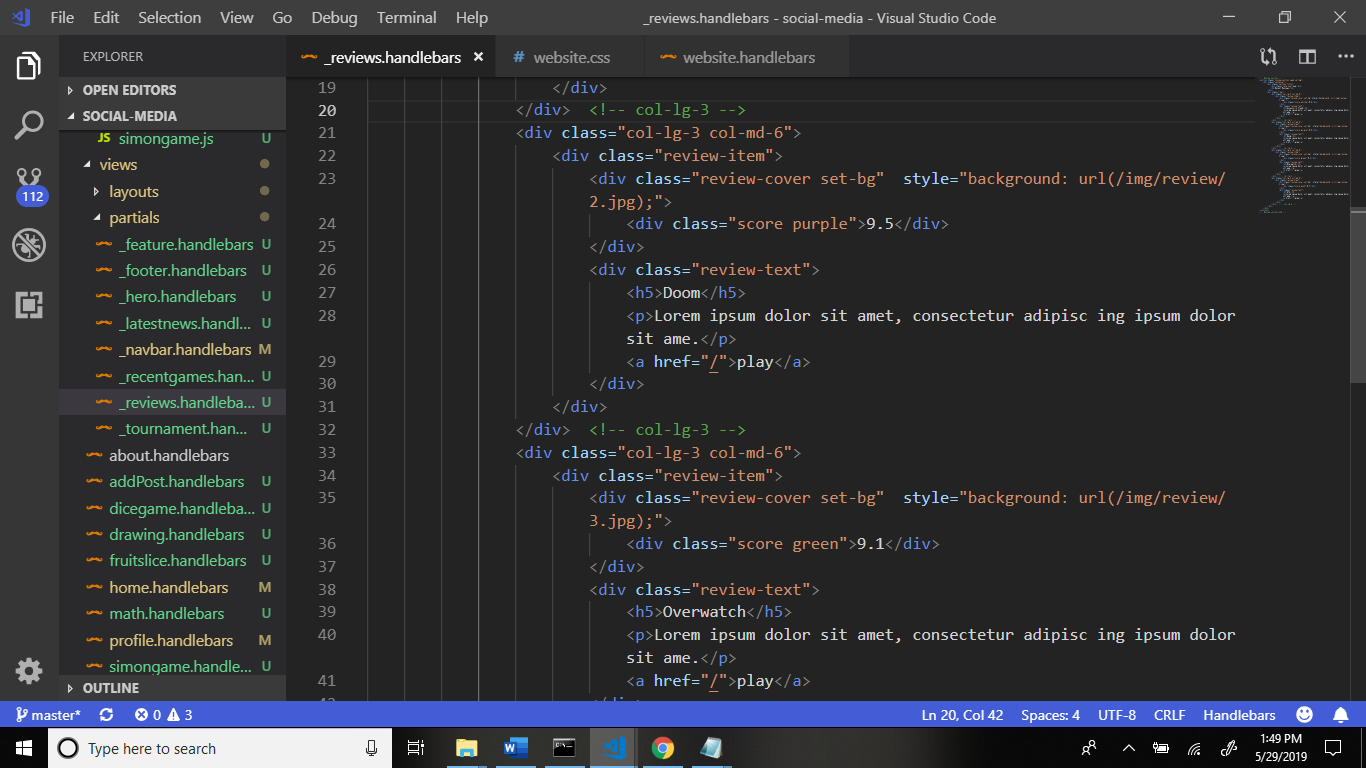 File Edit Selection View Go Debug Terminal Help
_reviews.handlebars - social-media - Visual Studio Code
EXPLORER
OPEN EDITORS
SOCIAL-MEDIA
JS simongame.js U
views
layouts
partials
_feature.handlebars U
_footer.handlebars U
_hero.handlebars U
_latestnews.handl... U
_navbar.handlebars M
_recentgames.han... U
_reviews.handleba... U
_tournament.han... U
about.handlebars
addPost.handlebars U
dicegame.handleba... U
drawing.handlebars U
fruitslice.handlebars U
home.handlebars M
math.handlebars U
profile.handlebars M
simongame.handle... U
OUTLINE
112
_reviews.handlebars
# website.css
website.handlebars
19 </div>
20 </div>  <!-- col-lg-3 -->
21 <div class="col-lg-3 col-md-6">
22 <div class="review-item">
23 <div class="review-cover set-bg"  style="background: url(/img/review/
2.jpg);">
24 <div class="score purple">9.5</div>
25 </div>
26 <div class="review-text">
27 <h5>Doom</h5>
28 <p>Lorem ipsum dolor sit amet, consectetur adipisc ing ipsum dolor
sit ame.</p>
29 <a href="/">play</a>
30 </div>
31 </div>
32 </div>  <!-- col-lg-3 -->
33 <div class="col-lg-3 col-md-6">
34 <div class="review-item">
35 <div class="review-cover set-bg"  style="background: url(/img/review/
3.jpg);">
36 <div class="score green">9.1</div>
37 </div>
38 <div class="review-text">
39 <h5>Overwatch</h5>
40 <p>Lorem ipsum dolor sit amet, consectetur adipisc ing ipsum dolor
sit ame.</p>
41 <a href="/">play</a>
master* 0 3
Ln 20, Col 42 Spaces: 4 UTF-8 CRLF Handlebars
Type here to search
1:49 PM
5/29/2019